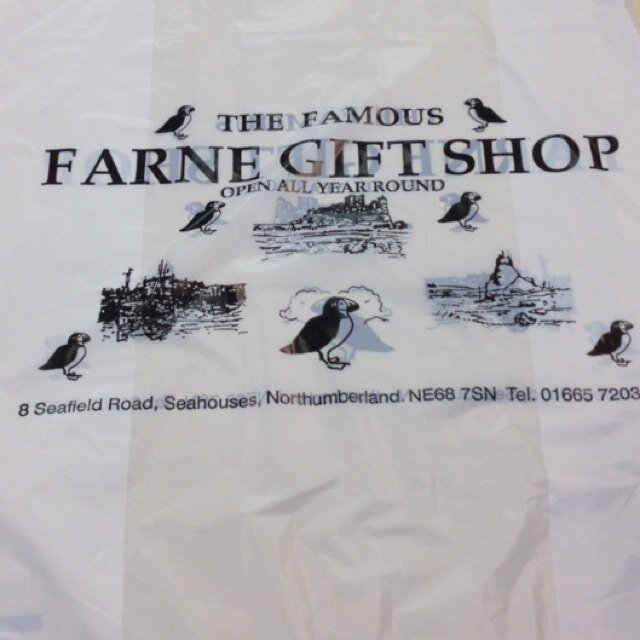 THE FAMOUS
FARNE GIFT SHOP
OPEN ALL YEAR ROUND
8 Seafield Road, Seahouses, Northumberland. NE68 7SN Tel. 01665 7203